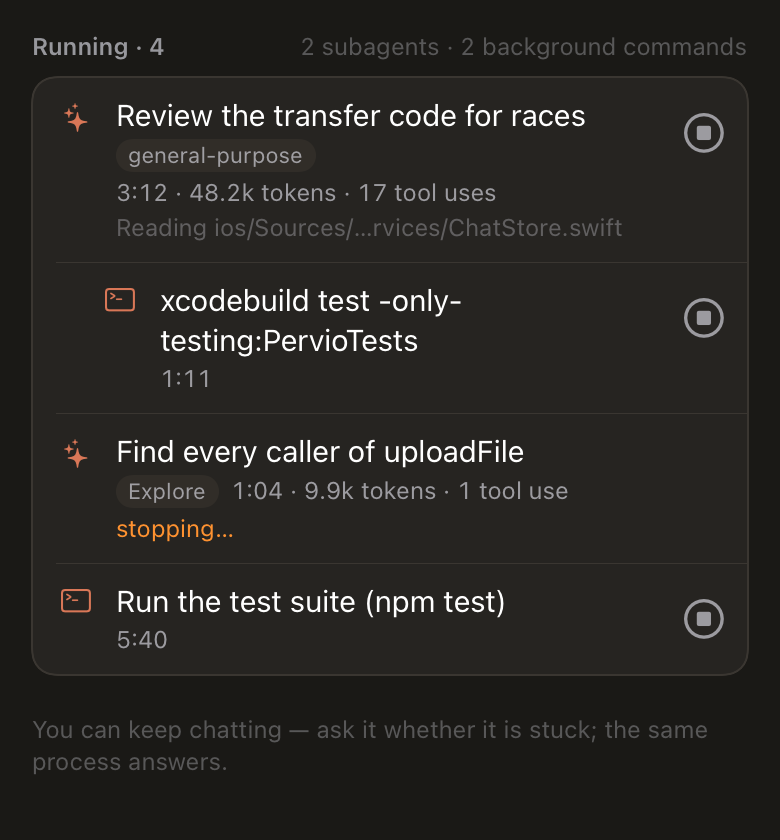 Running · 4
2 subagents · 2 background commands
Review the transfer code for races
general-purpose
3:12 · 48.2k tokens · 17 tool uses
Reading ios/Sources/...rvices/ChatStore.swift
xcodebuild test -only-
testing:PervioTests
1:11
Find every caller of uploadFile
Explore 1:04 · 9.9k tokens · 1 tool use
stopping...
Run the test suite (npm test)
5:40
You can keep chatting — ask it whether it is stuck; the same
process answers.